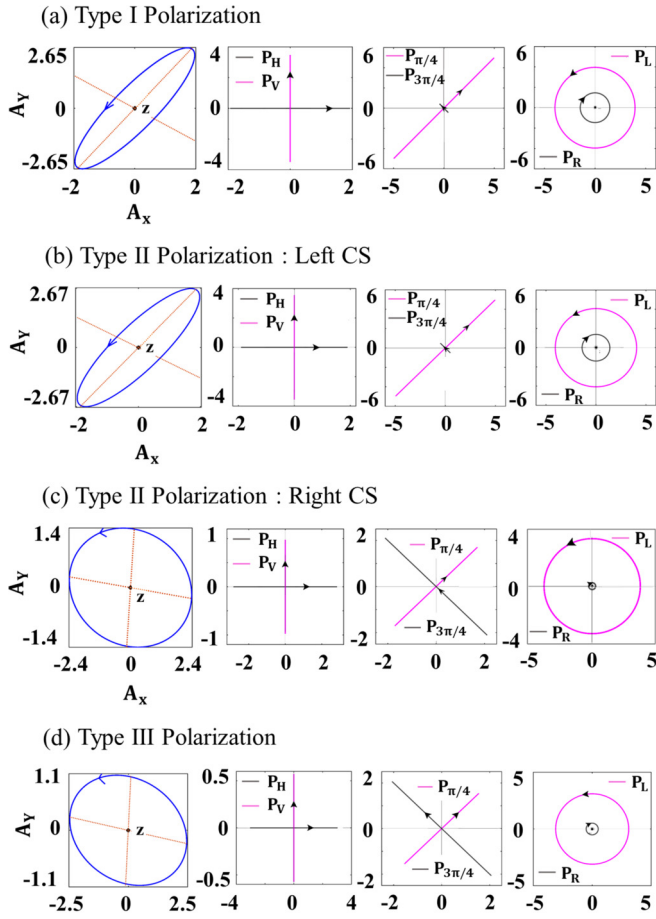 (a) Type I Polarization
2.65
0
-2.65
A_Y
z
-2 0 2
A_X
4
0
-4
P_H
P_V
-2 0 2
6
0
-6
P_π/4
P_3π/4
-5 0 5
6
0
-6
P_L
P_R
-5 0 5
(b) Type II Polarization : Left CS
2.67
0
-2.67
A_Y
z
-2 0 2
A_X
4
0
-4
P_H
P_V
-2 0 2
6
0
-6
P_π/4
P_3π/4
-5 0 5
6
0
-6
P_L
P_R
-5 0 5
(c) Type II Polarization : Right CS
1.4
0
-1.4
A_Y
z
-2.4 0 2.4
A_X
1
0
-1
P_H
P_V
-2 0 2
2
0
-2
P_π/4
P_3π/4
-2 0 2
4
0
-4
P_L
P_R
-5 0 5
(d) Type III Polarization
1.1
0
-1.1
A_Y
z
-2.5 0 2.5
A_X
0.5
0
-0.5
P_H
P_V
-4 -2 0 2 4
2
0
-2
P_π/4
P_3π/4
-2 0 2
5
0
-5
P_L
P_R
-5 0 5